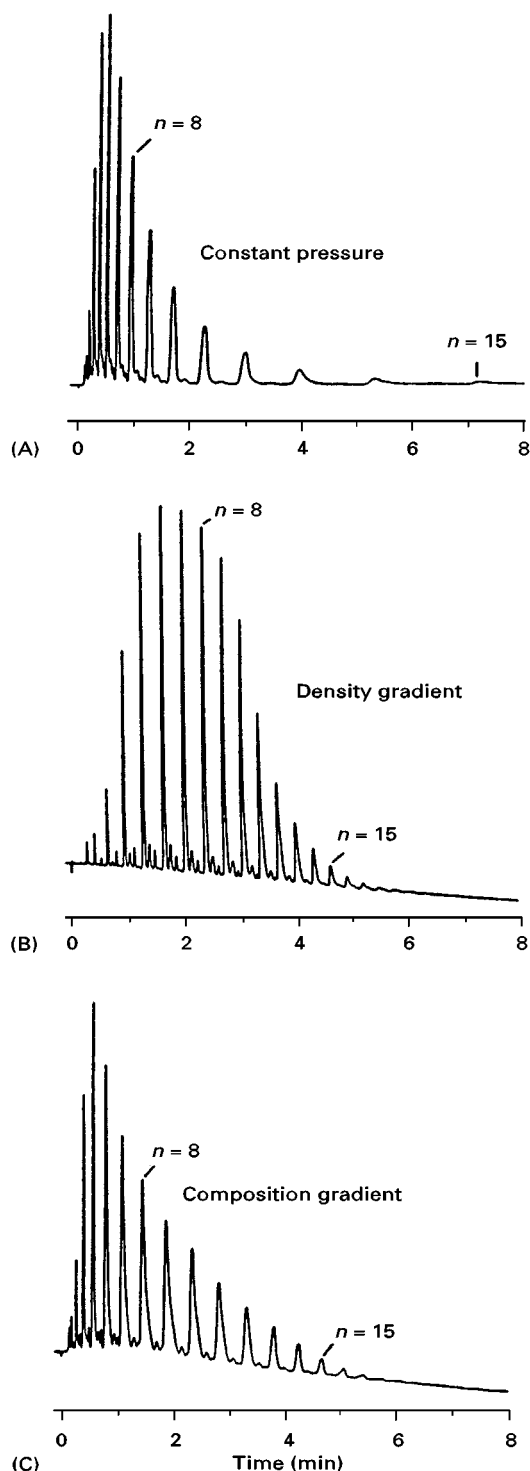 n = 8
Constant pressure
n = 15
0 2 4 6 8
(A)
n = 8
Density gradient
n = 15
0 2 4 6 8
(B)
n = 8
Composition gradient
n = 15
0 2 4 6 8
(C)
Time (min)